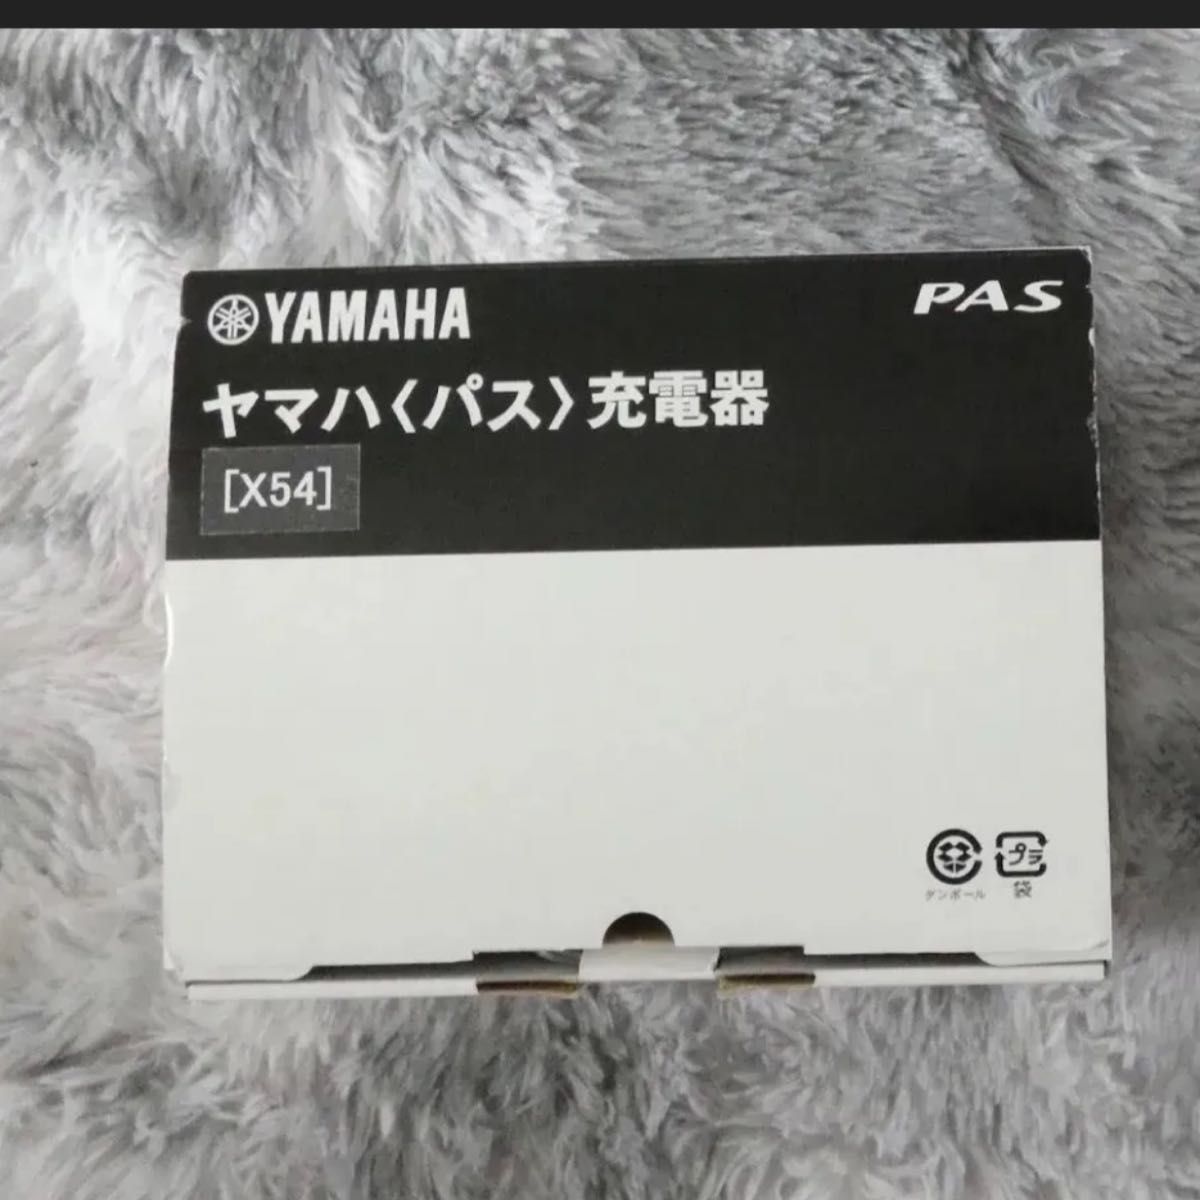 YAMAHA
PAS
ヤマハ〈パス〉充電器
[X54]
ダンボール
プラ
袋